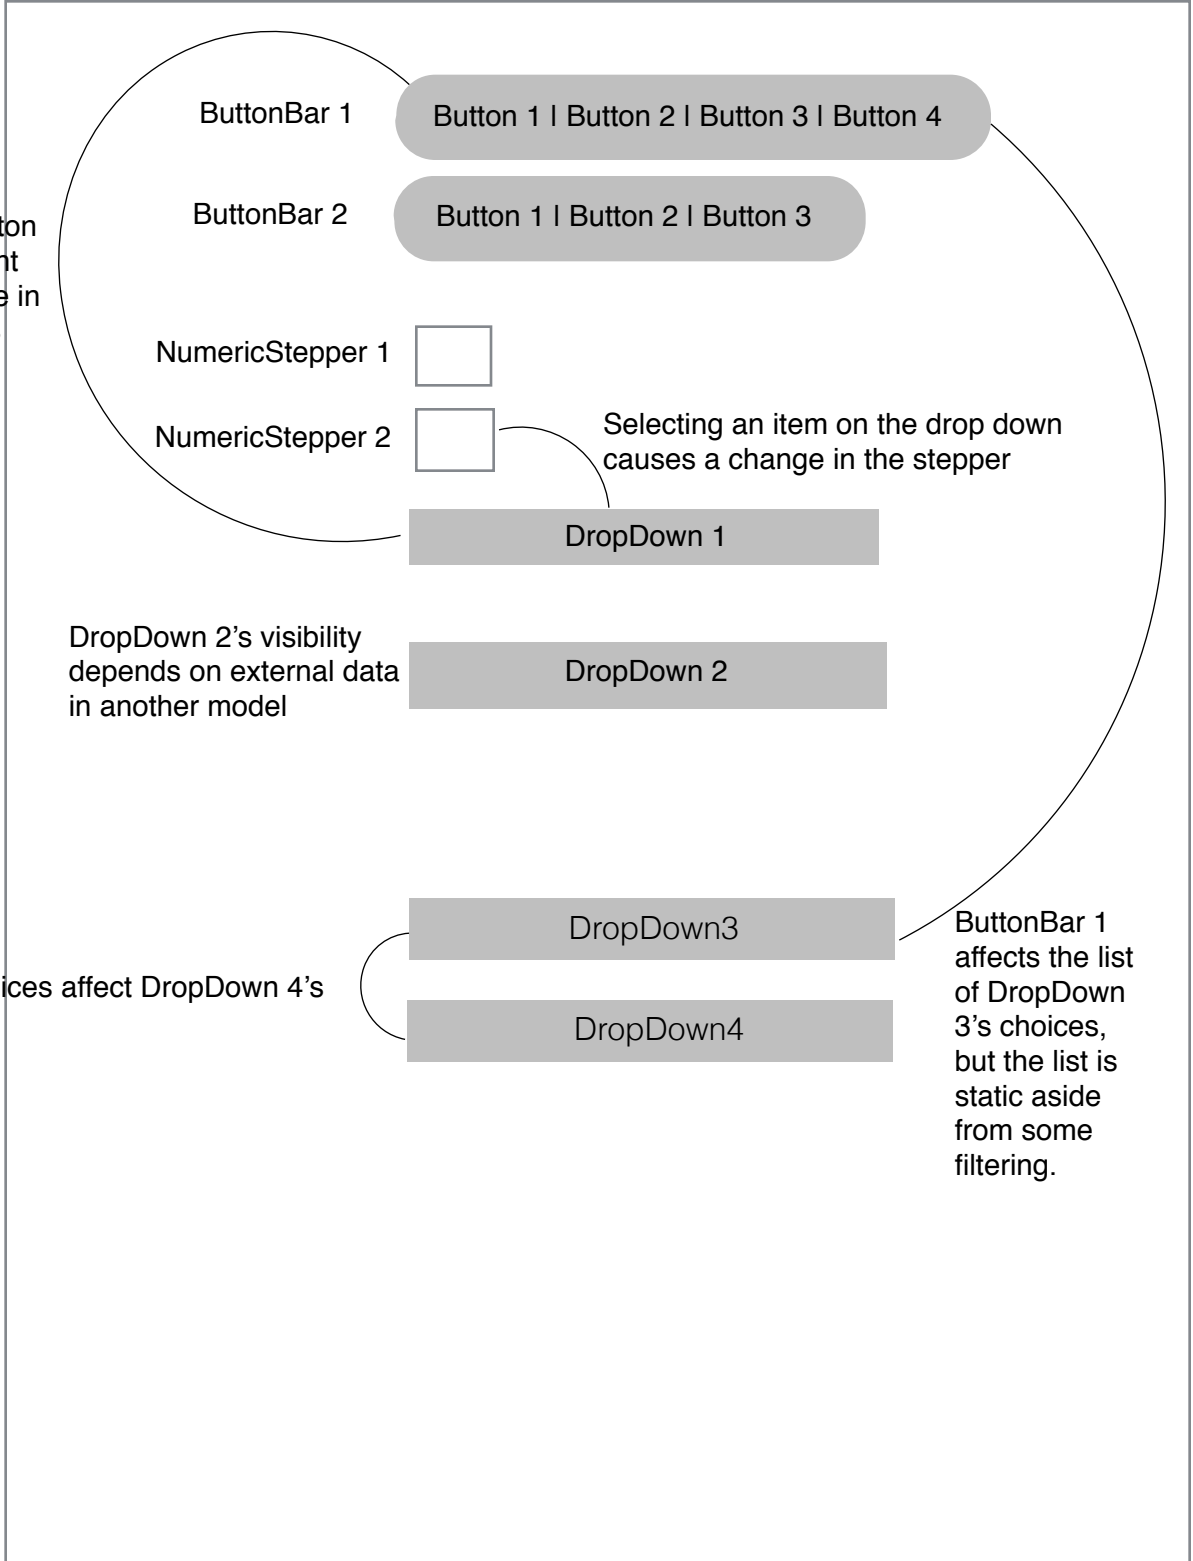 ButtonBar 1
Button 1 | Button 2 | Button 3 | Button 4
ButtonBar 2
Button 1 | Button 2 | Button 3
e in
NumericStepper 1
NumericStepper 2
Selecting an item on the drop down
causes a change in the stepper
DropDown 1
DropDown 2's visibility
depends on external data
in another model
DropDown 2
DropDown3
affect DropDown 4's
DropDown4
ButtonBar 1
affects the list
of DropDown
3's choices,
but the list is
static aside
from some
filtering.